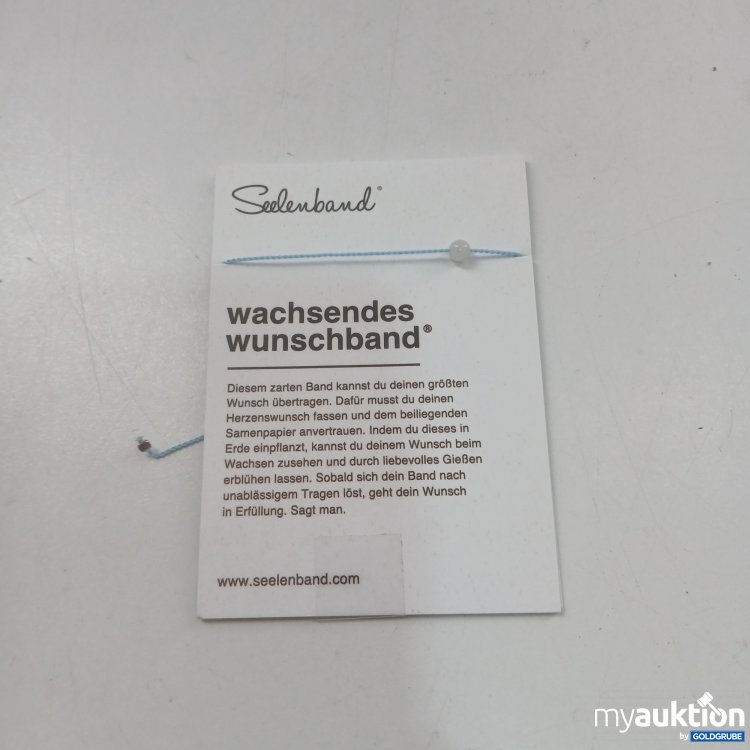 Seelenband®
wachsendes
wunschband®
Diesem zarten Band kannst du deinen größten
Wunsch übertragen. Dafür musst du deinen
Herzenswunsch fassen und dem beiliegenden
Samenpapier anvertrauen. Indem du dieses in
Erde einpflanzt, kannst du deinem Wunsch beim
Wachsen zusehen und durch liebevolles Gießen
erblühen lassen. Sobald sich dein Band nach
unablässigem Tragen löst, geht dein Wunsch
in Erfüllung. Sagt man.
www.seelenband.com
myauktion
by GOLDGRUBE